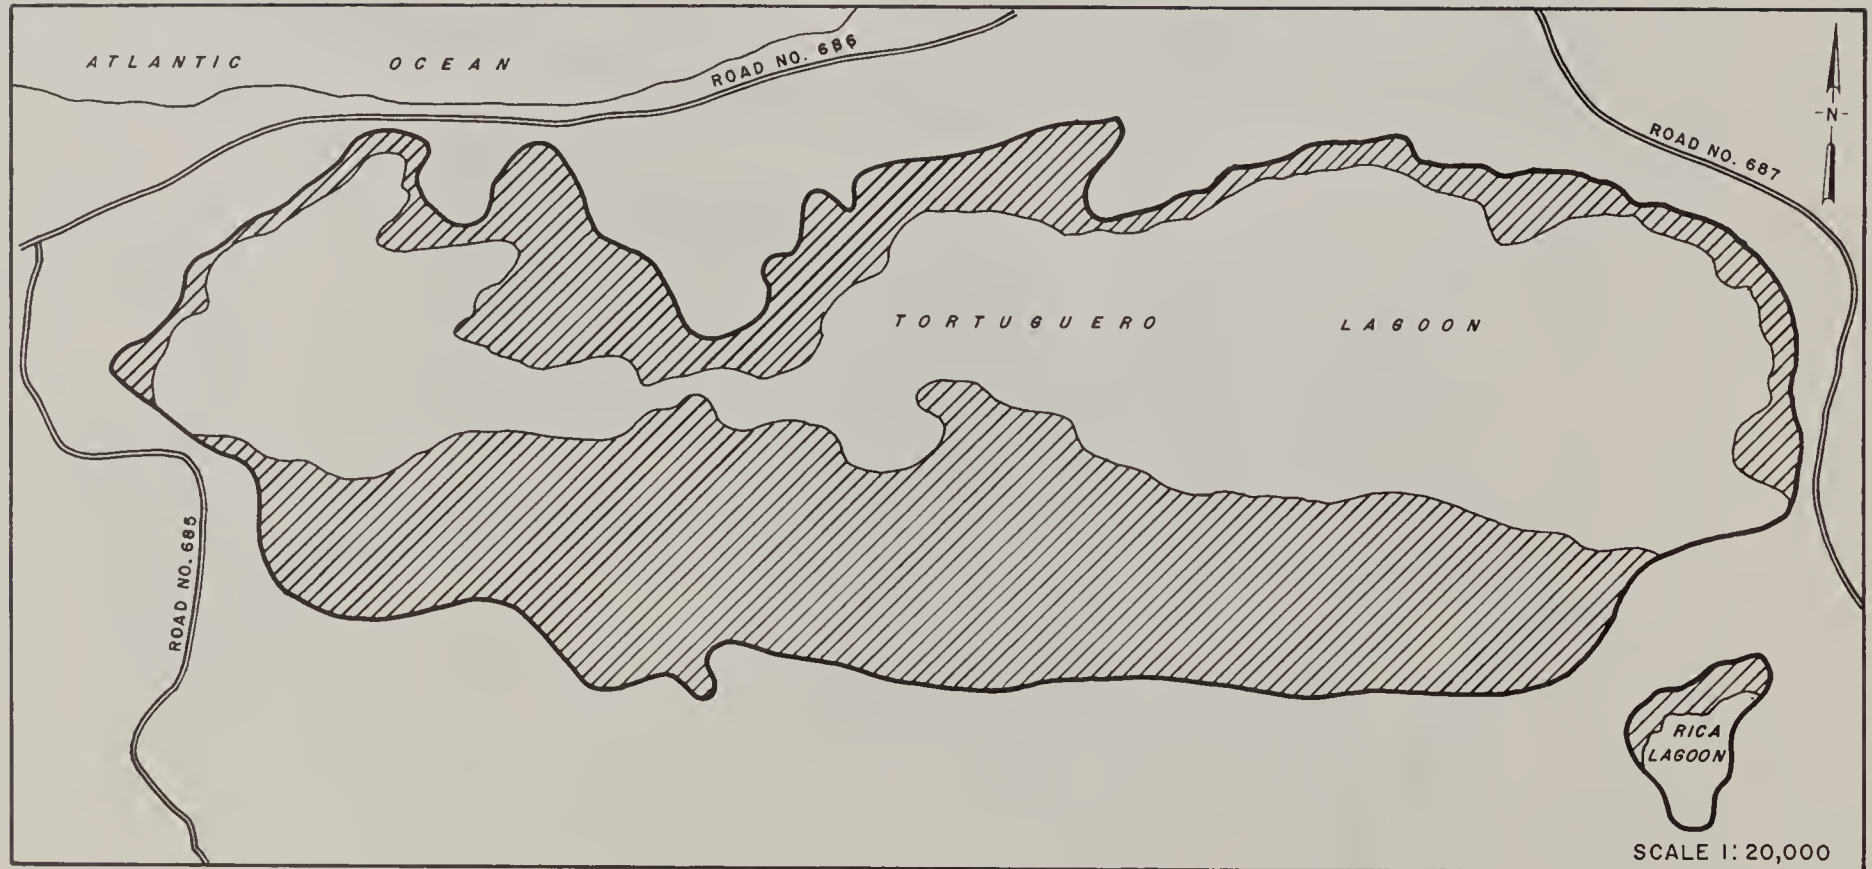 ATLANTIC OCEAN
ROAD NO. 686
N
ROAD NO. 687
TORTUGUERO LAGOON
ROAD NO. 685
RICA
LAGOON
SCALE 1:20,000